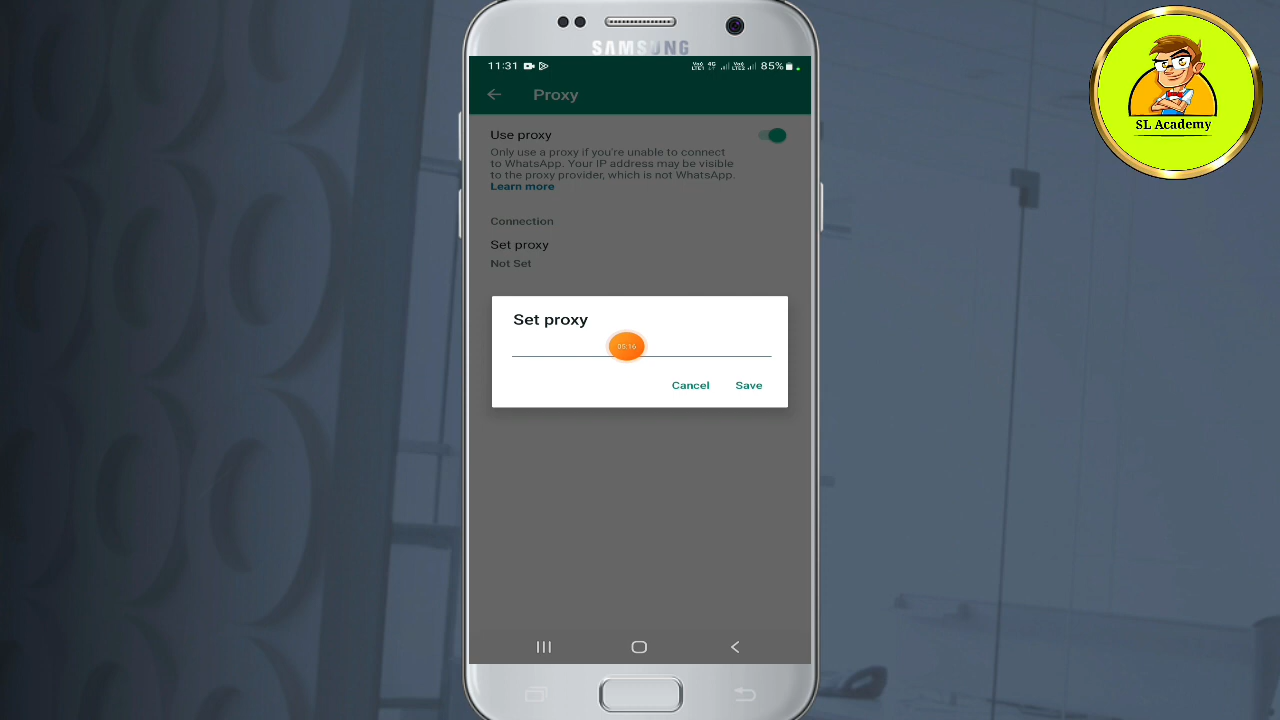 SAMSUNG
11:31 85%
Proxy
Use proxy
Only use a proxy if you're unable to connect
to WhatsApp. Your IP address may be visible
to the proxy provider, which is not WhatsApp.
Learn more
Connection
Set proxy
Not Set
Set proxy
05:16
Cancel Save
SL Academy